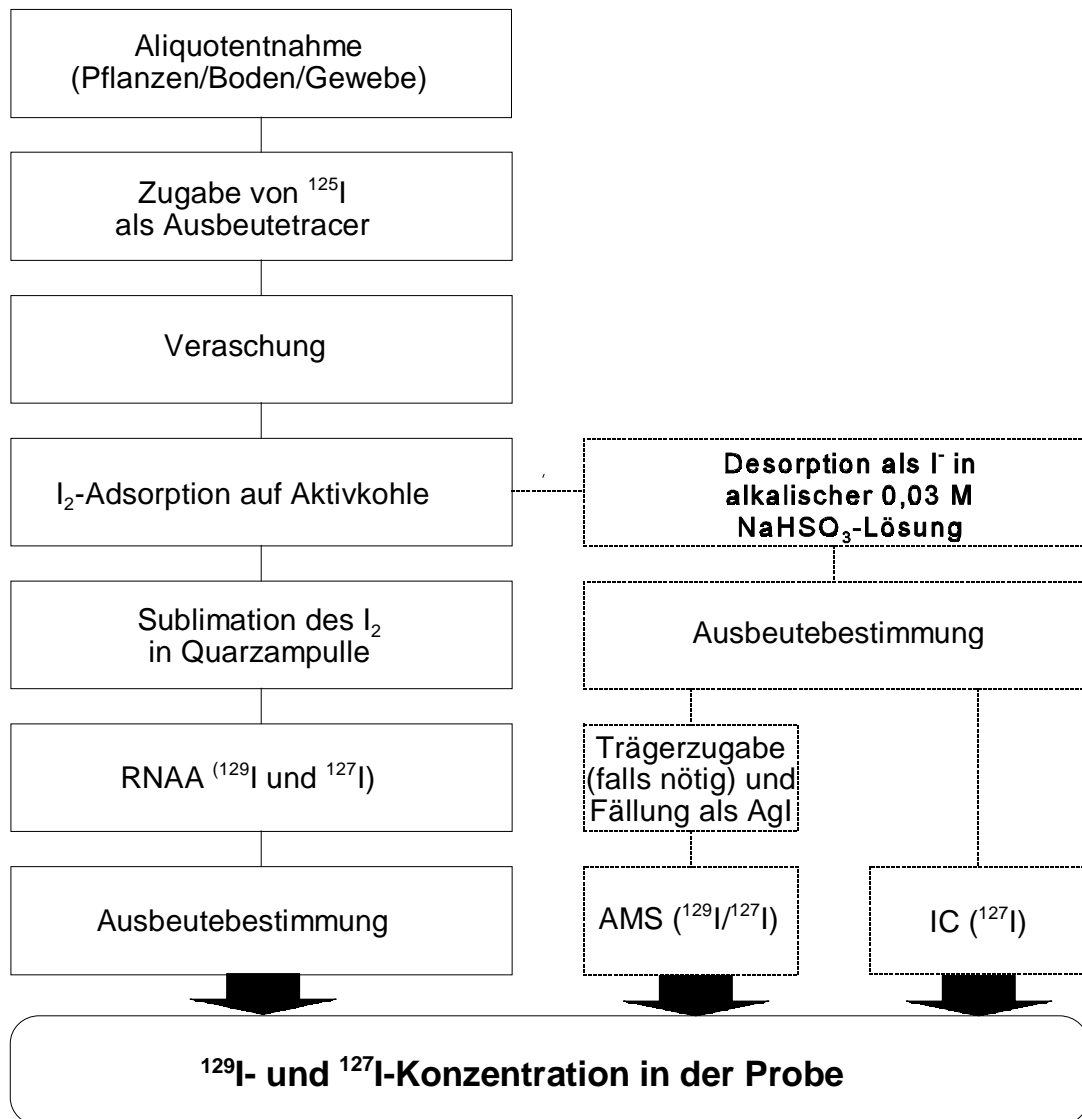 Aliquotentnahme
(Pflanzen/Boden/Gewebe)
Zugabe von ¹²⁵I
als Ausbeutetracer
Veraschung
I₂-Adsorption auf Aktivkohle
Desorption als I⁻ in
alkalischer 0,03 M
NaHSO₃-Lösung
Sublimation des I₂
in Quarzampulle
Ausbeutebestimmung
RNAA (¹²⁹I und ¹²⁷I)
Trägerzugabe
(falls nötig) und
Fällung als AgI
Ausbeutebestimmung
AMS (¹²⁹I/¹²⁷I)
IC (¹²⁷I)
¹²⁹I- und ¹²⁷I-Konzentration in der Probe